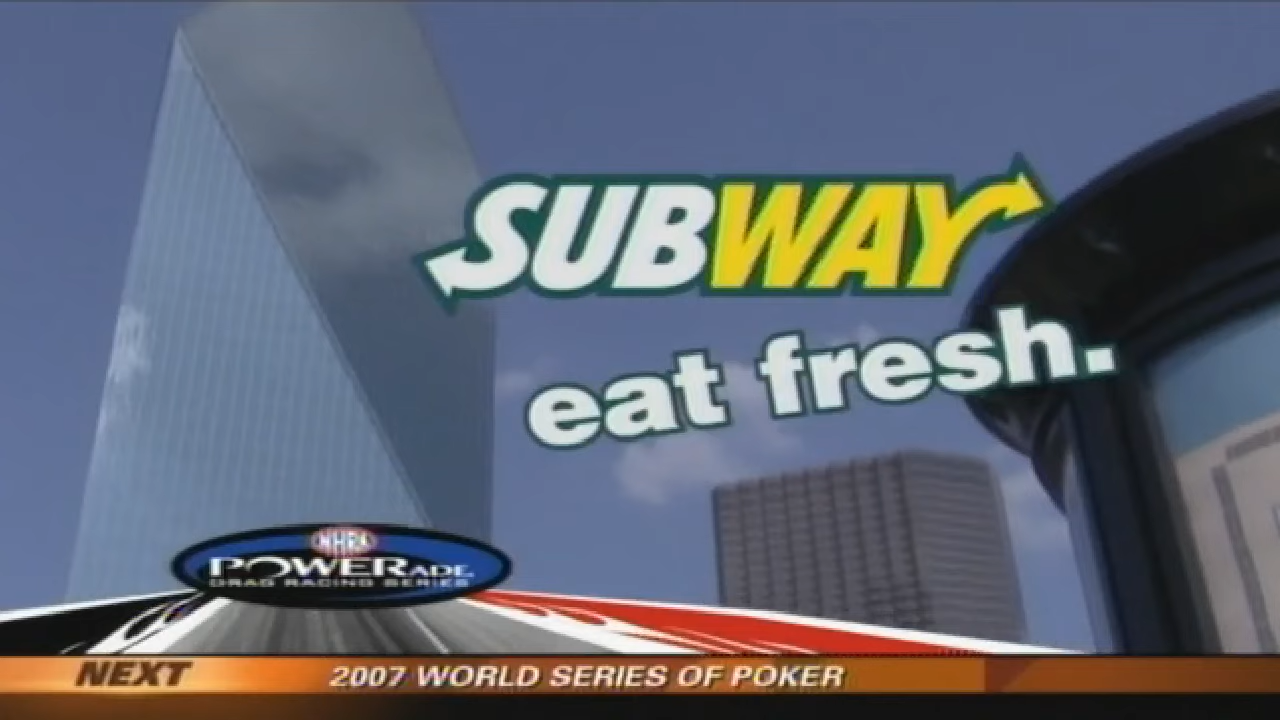 SUBWAY
eat fresh.
NHRA
POWERADE
DRAG RACING SERIES
NEXT 2007 WORLD SERIES OF POKER